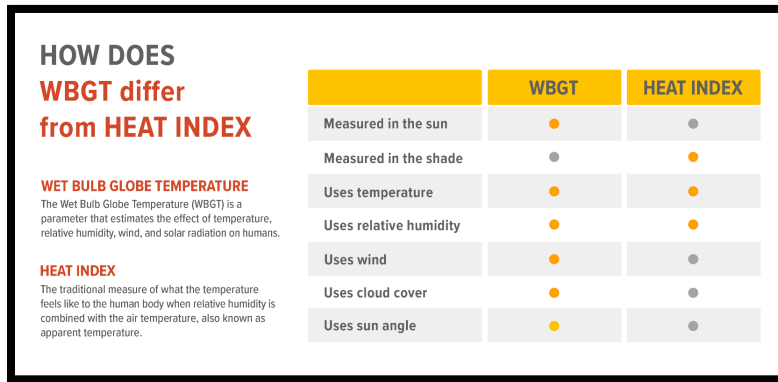 HOW DOES
WBGT differ
from HEAT INDEX
WET BULB GLOBE TEMPERATURE
The Wet Bulb Globe Temperature (WBGT) is a
parameter that estimates the effect of temperature,
relative humidity, wind, and solar radiation on humans.
HEAT INDEX
The traditional measure of what the temperature
feels like to the human body when relative humidity is
combined with the air temperature, also known as
apparent temperature.
WBGT HEAT INDEX
Measured in the sun
Measured in the shade
Uses temperature
Uses relative humidity
Uses wind
Uses cloud cover
Uses sun angle